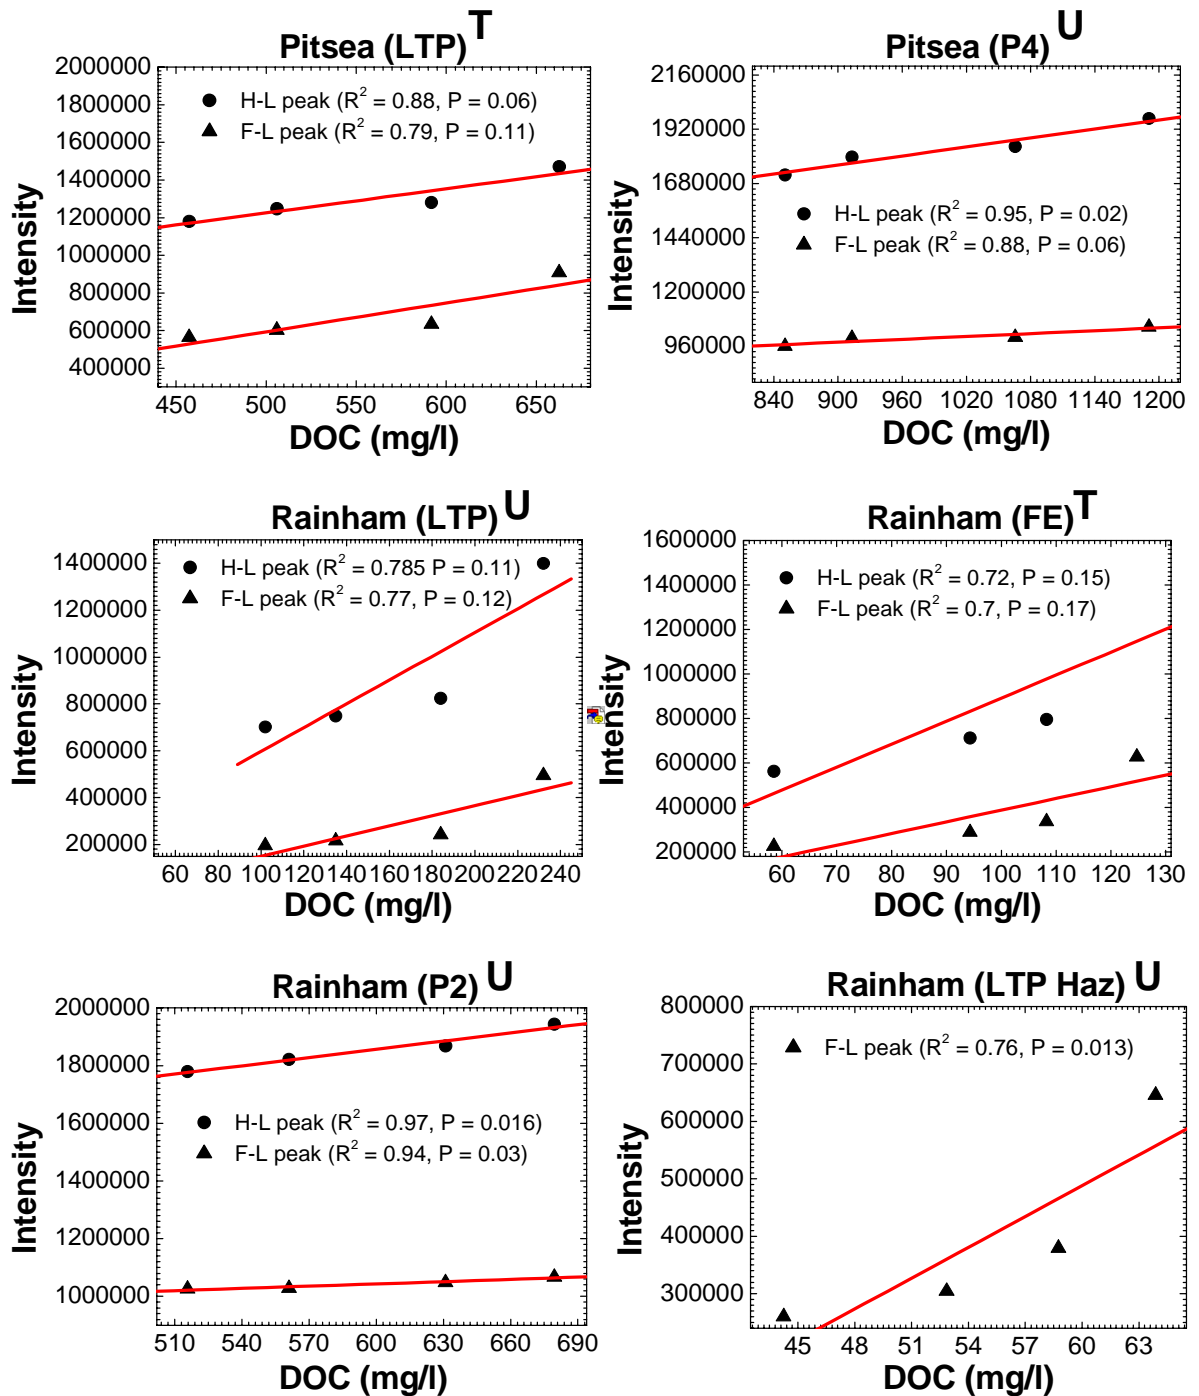 Pitsea (LTP) T
2000000
1800000
1600000
1400000
1200000
1000000
800000
600000
400000
H-L peak (R² = 0.88, P = 0.06)
F-L peak (R² = 0.79, P = 0.11)
Intensity
450 500 550 600 650
DOC (mg/l)
Pitsea (P4) U
2160000
1920000
1680000
1440000
1200000
960000
H-L peak (R² = 0.95, P = 0.02)
F-L peak (R² = 0.88, P = 0.06)
Intensity
840 900 960 1020 1080 1140 1200
DOC (mg/l)
Rainham (LTP) U
1400000
1200000
1000000
800000
600000
400000
200000
H-L peak (R² = 0.785 P = 0.11)
F-L peak (R² = 0.77, P = 0.12)
Intensity
60 80 100 120 140 160 180 200 220 240
DOC (mg/l)
Rainham (FE) T
1600000
1400000
1200000
1000000
800000
600000
400000
200000
H-L peak (R² = 0.72, P = 0.15)
F-L peak (R² = 0.7, P = 0.17)
Intensity
60 70 80 90 100 110 120 130
DOC (mg/l)
Rainham (P2) U
2000000
1800000
1600000
1400000
1200000
1000000
H-L peak (R² = 0.97, P = 0.016)
F-L peak (R² = 0.94, P = 0.03)
Intensity
510 540 570 600 630 660 690
DOC (mg/l)
Rainham (LTP Haz) U
800000
700000
600000
500000
400000
300000
F-L peak (R² = 0.76, P = 0.013)
Intensity
45 48 51 54 57 60 63
DOC (mg/l)